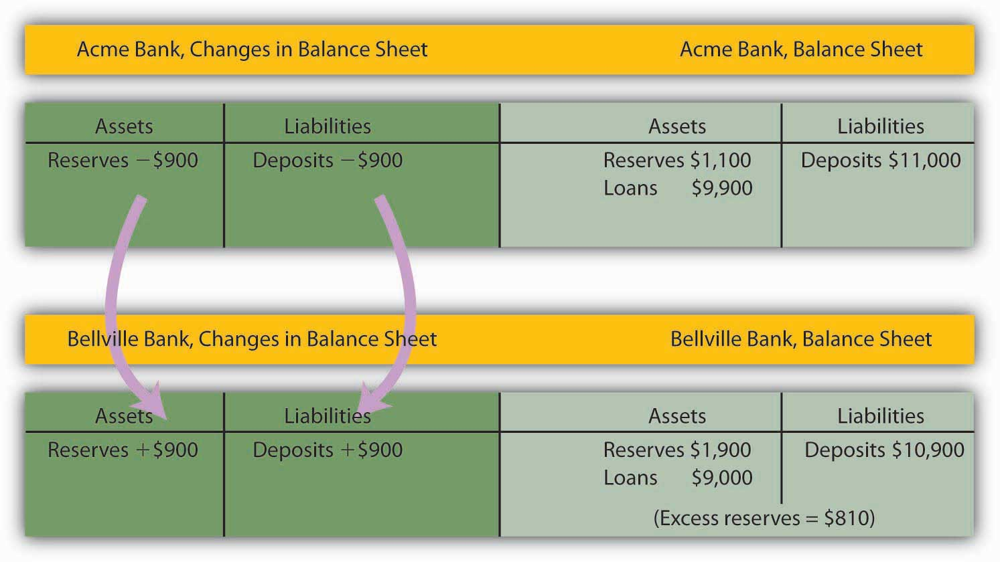 Acme Bank, Changes in Balance Sheet
Acme Bank, Balance Sheet
Assets
Liabilities
Assets
Liabilities
Reserves −$900
Deposits −$900
Reserves $1,100
Deposits $11,000
Loans $9,900
Bellville Bank, Changes in Balance Sheet
Bellville Bank, Balance Sheet
Assets
Liabilities
Assets
Liabilities
Reserves +$900
Deposits +$900
Reserves $1,900
Deposits $10,900
Loans $9,000
(Excess reserves = $810)